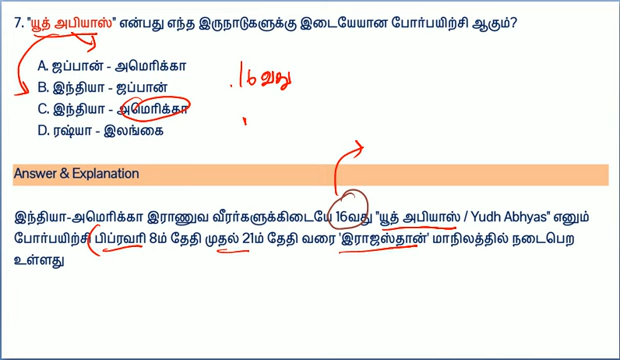 7. "யூத் அபியாஸ்" என்பது எந்த இருநாடுகளுக்கு இடையேயான போர்பயிற்சி ஆகும்?
A. ஜப்பான் - அமெரிக்கா
B. இந்தியா - ஜப்பான்
.16வது
C. இந்தியா - அமெரிக்கா
D. ரஷ்யா - இலங்கை
Answer & Explanation
இந்தியா-அமெரிக்கா இராணுவ வீரர்களுக்கிடையே 16வது "யூத் அபியாஸ் / Yudh Abhyas" எனும்
போர்பயிற்சி பிப்ரவரி 8ம் தேதி முதல் 21ம் தேதி வரை 'இராஜஸ்தான்' மாநிலத்தில் நடைபெற
உள்ளது